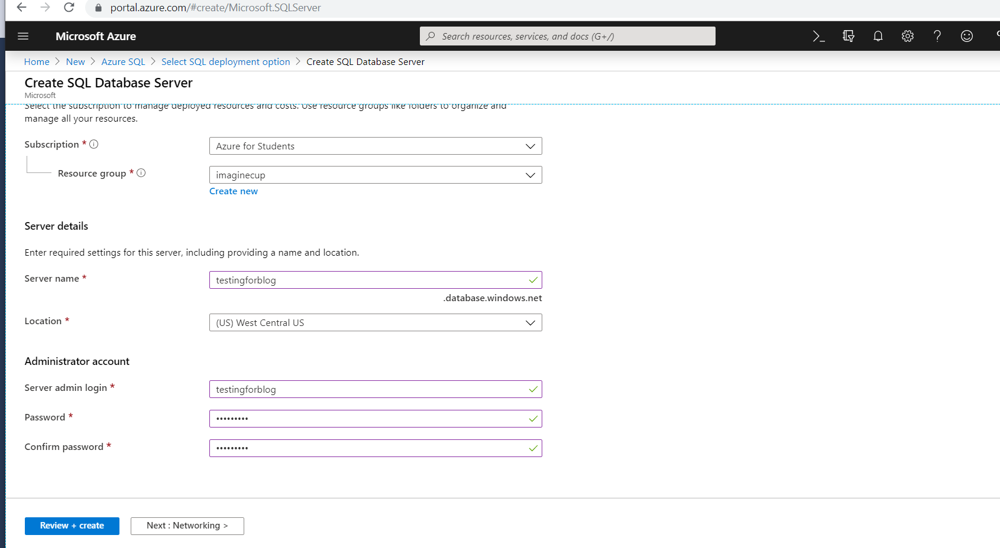 portal.azure.com/#create/Microsoft.SQLServer
Microsoft Azure
Search resources, services, and docs (G+/)
Home > New > Azure SQL > Select SQL deployment option > Create SQL Database Server
Create SQL Database Server
Microsoft
Select the subscription to manage deployed resources and costs. Use resource groups like folders to organize and
manage all your resources.
Subscription *
Azure for Students
Resource group *
imaginecup
Create new
Server details
Enter required settings for this server, including providing a name and location.
Server name *
testingforblog
.database.windows.net
Location *
(US) West Central US
Administrator account
Server admin login *
testingforblog
Password *
•••••••••
Confirm password *
•••••••••
Review + create
Next : Networking >